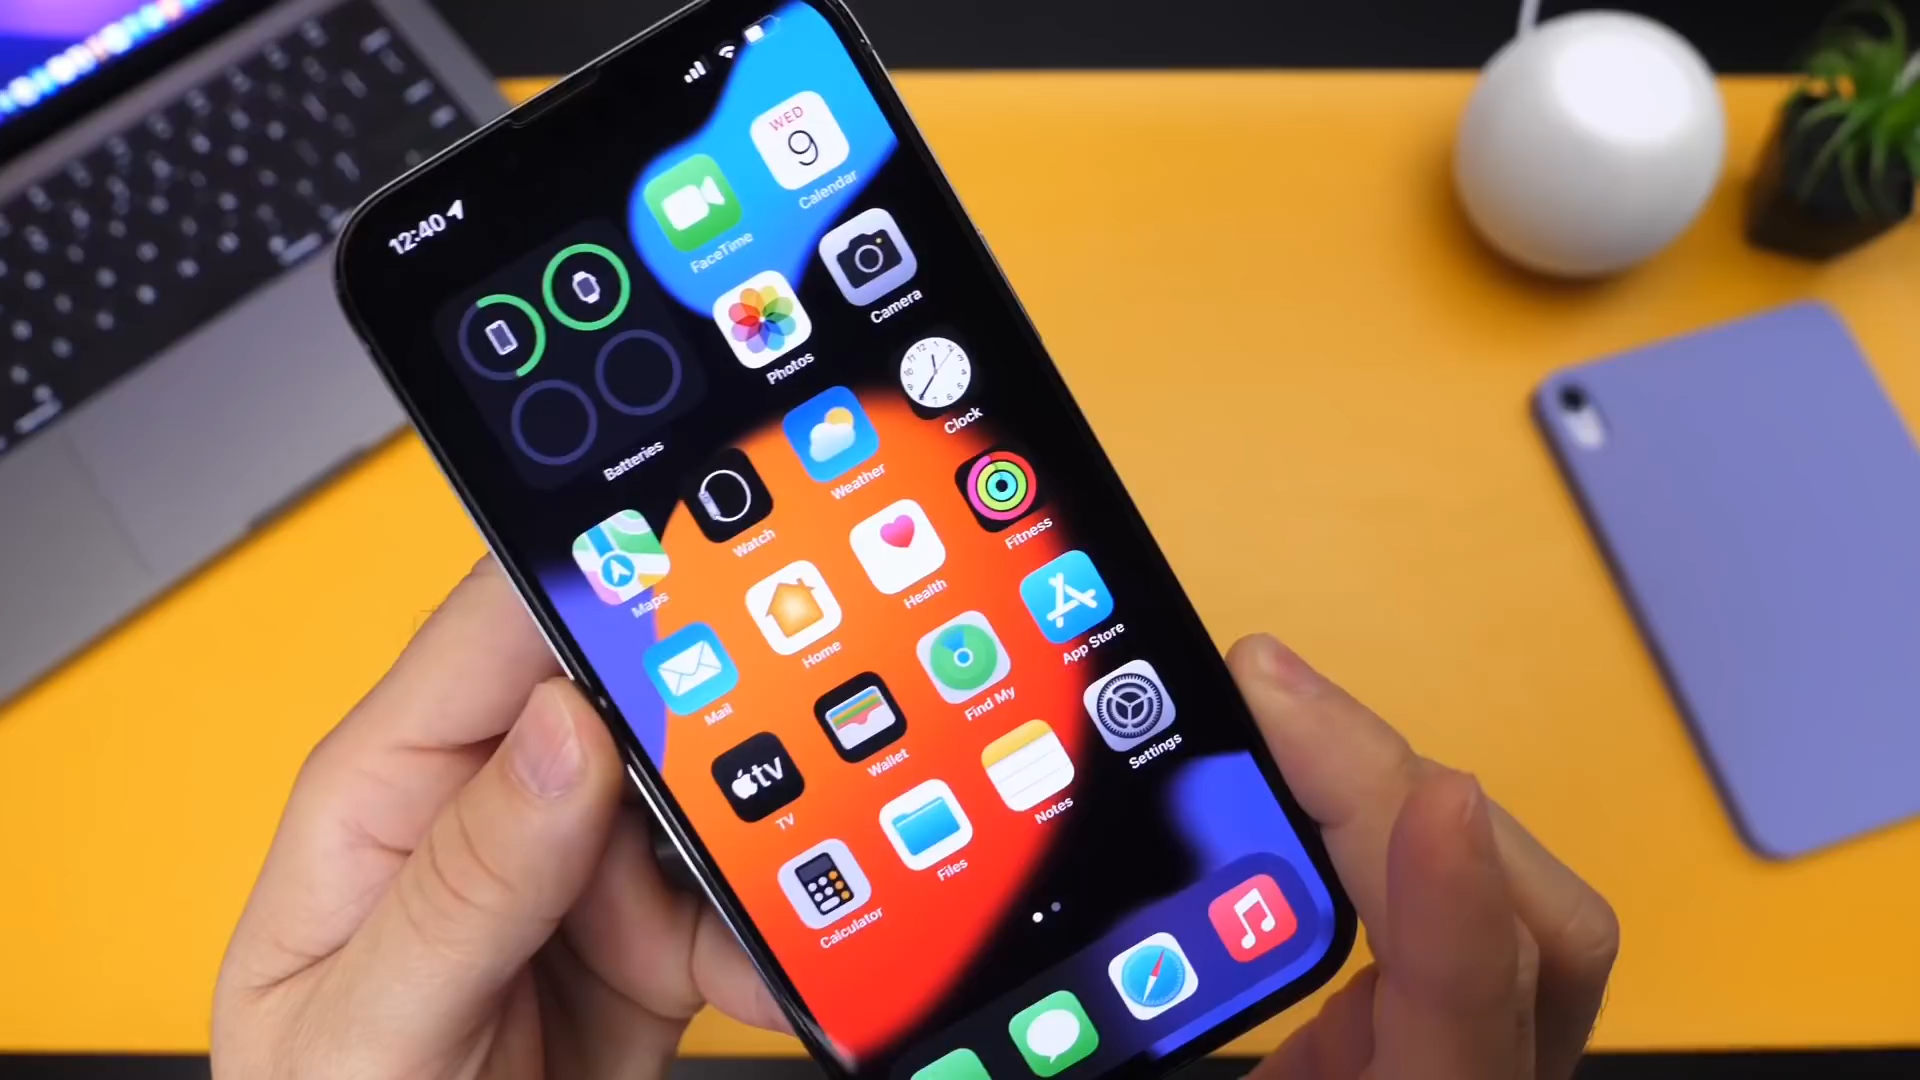 12:40
WED
9
FaceTime
Calendar
Batteries
Photos
Camera
Watch
Weather
Clock
Maps
Home
Health
Fitness
Mail
Wallet
Find My
App Store
tv
TV
Files
Notes
Settings
Calculator